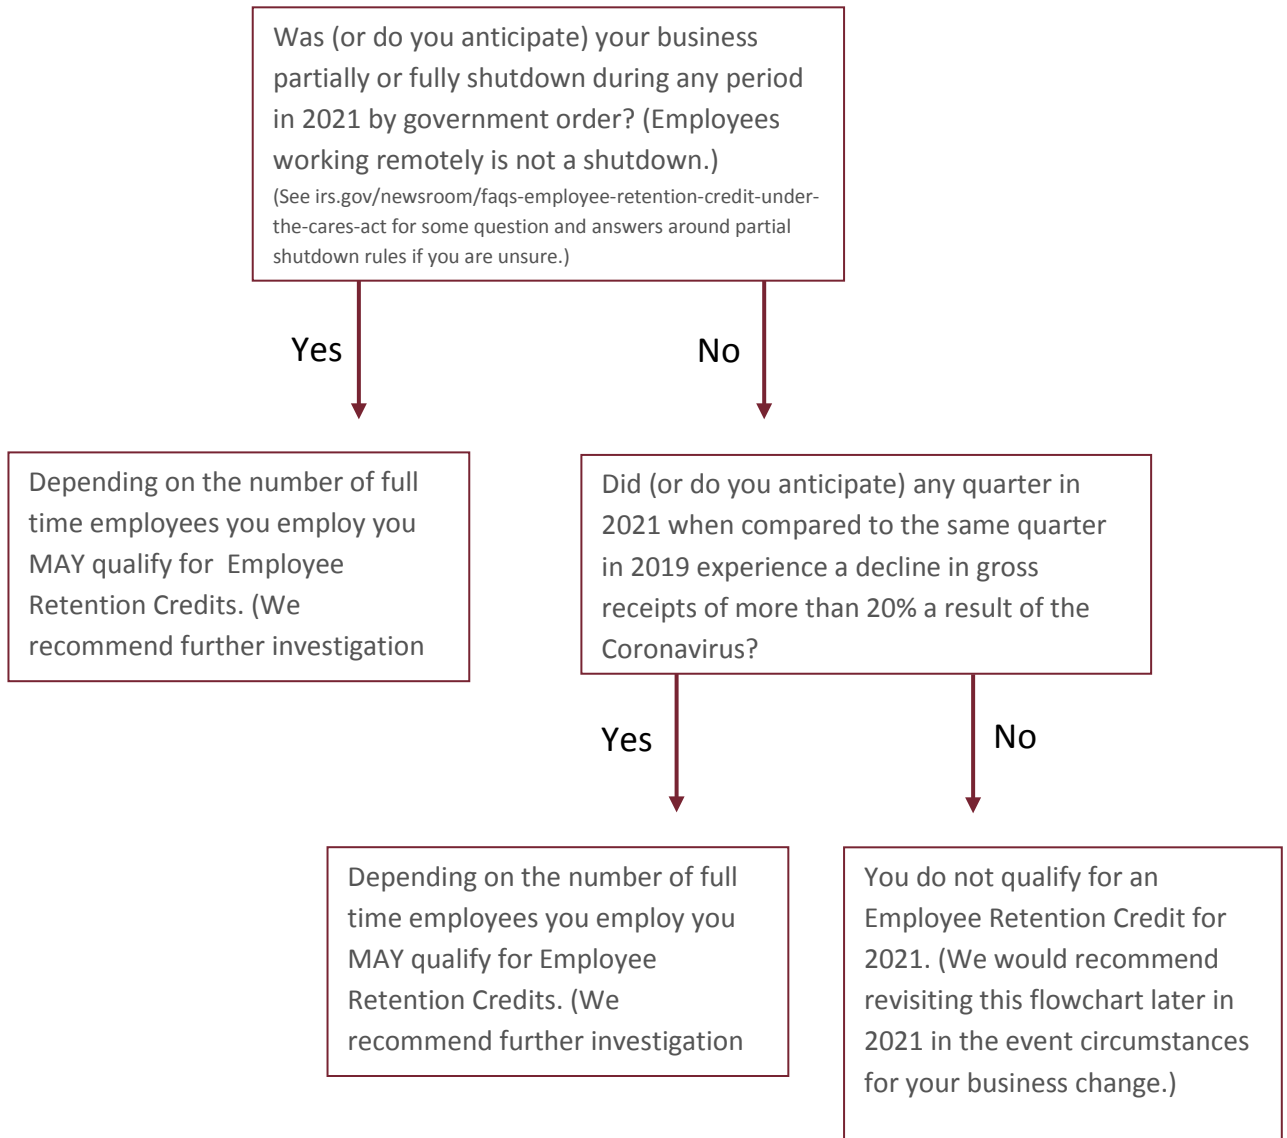 Was (or do you anticipate) your business
partially or fully shutdown during any period
in 2021 by government order? (Employees
working remotely is not a shutdown.)
(See irs.gov/newsroom/faqs-employee-retention-credit-under-
the-cares-act for some question and answers around partial
shutdown rules if you are unsure.)
Yes
No
Depending on the number of full
time employees you employ you
MAY qualify for  Employee
Retention Credits. (We
recommend further investigation
Did (or do you anticipate) any quarter in
2021 when compared to the same quarter
in 2019 experience a decline in gross
receipts of more than 20% a result of the
Coronavirus?
Yes
No
Depending on the number of full
time employees you employ you
MAY qualify for Employee
Retention Credits. (We
recommend further investigation
You do not qualify for an
Employee Retention Credit for
2021. (We would recommend
revisiting this flowchart later in
2021 in the event circumstances
for your business change.)